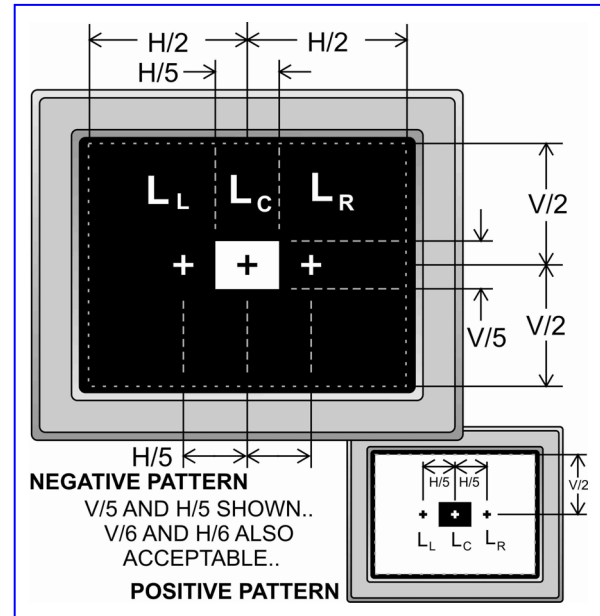 H/2 H/2
H/5
L L L C L R
V/2
V/5
V/2
H/5
NEGATIVE PATTERN
V/5 AND H/5 SHOWN..
V/6 AND H/6 ALSO
ACCEPTABLE..
POSITIVE PATTERN
H/5 H/5
V/2
L L L C L R